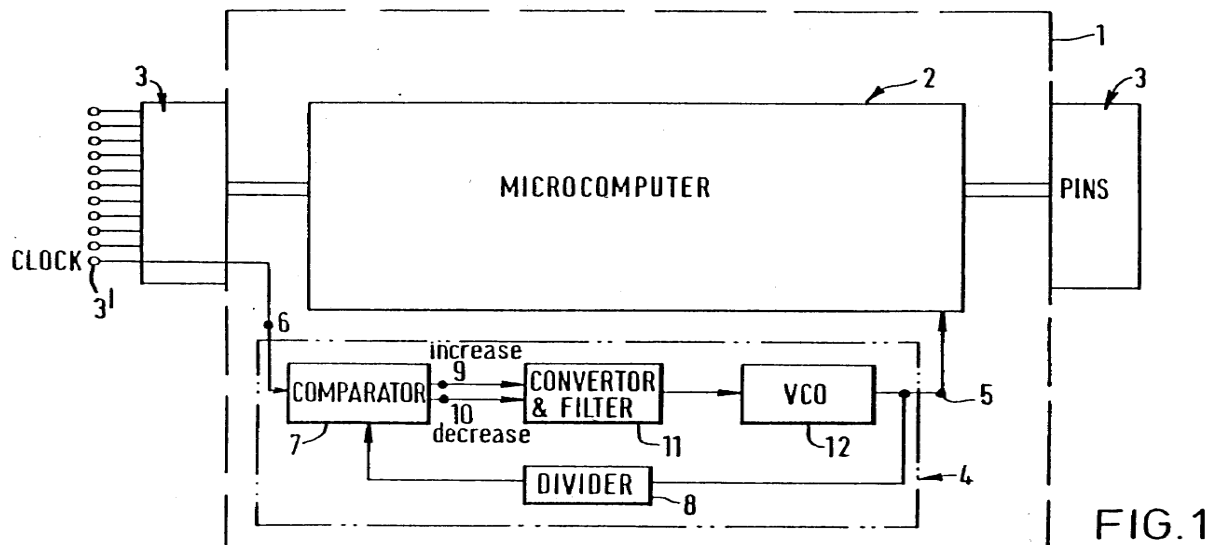 1
3
2
3
MICROCOMPUTER
PINS
CLOCK
3'
6
increase
9
COMPARATOR
CONVERTOR
& FILTER
VCO
5
10
decrease
7
11
12
4
DIVIDER
8
FIG.1